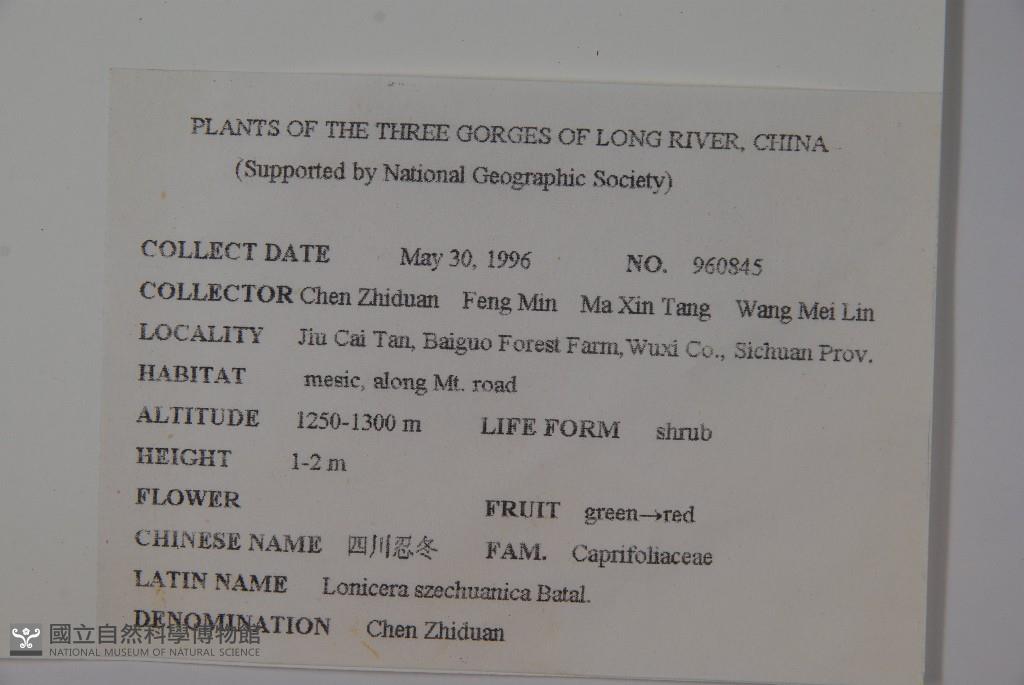 PLANTS OF THE THREE GORGES OF LONG RIVER, CHINA
(Supported by National Geographic Society)
COLLECT DATE May 30, 1996 NO. 960845
COLLECTOR Chen Zhiduan Feng Min Ma Xin Tang Wang Mei Lin
LOCALITY Jiu Cai Tan, Baiguo Forest Farm, Wuxi Co., Sichuan Prov.
HABITAT mesic, along Mt. road
ALTITUDE 1250-1300 m LIFE FORM shrub
HEIGHT 1-2 m
FLOWER FRUIT green→red
CHINESE NAME 四川忍冬 FAM. Caprifoliaceae
LATIN NAME Lonicera szechuanica Batal.
DENOMINATION Chen Zhiduan
國立自然科學博物館
NATIONAL MUSEUM OF NATURAL SCIENCE